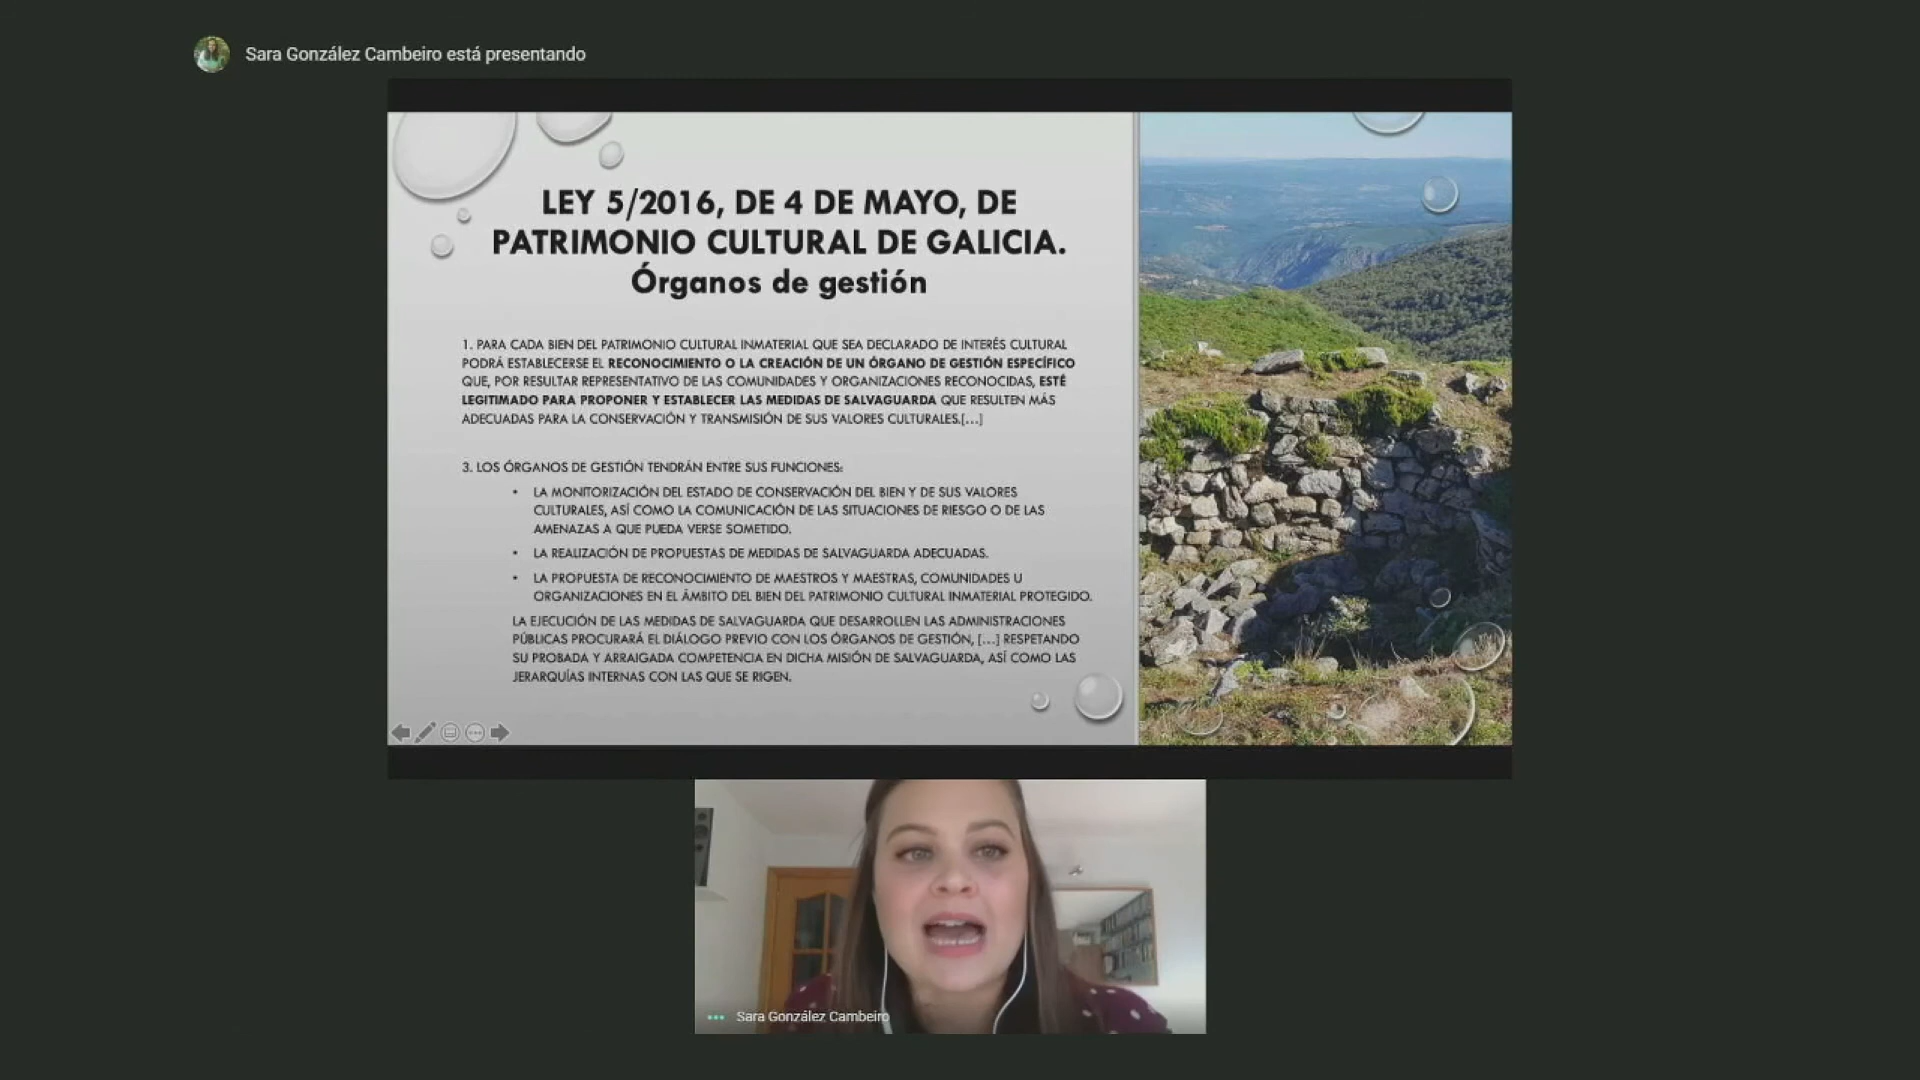 Sara González Cambeiro está presentando
LEY 5/2016, DE 4 DE MAYO, DE
PATRIMONIO CULTURAL DE GALICIA.
Órganos de gestión
1. PARA CADA BIEN DEL PATRIMONIO CULTURAL INMATERIAL QUE SEA DECLARADO DE INTERÉS CULTURAL
PODRÁ ESTABLECERSE EL RECONOCIMIENTO O LA CREACIÓN DE UN ÓRGANO DE GESTIÓN ESPECÍFICO
QUE, POR RESULTAR REPRESENTATIVO DE LAS COMUNIDADES Y ORGANIZACIONES RECONOCIDAS, ESTÉ
LEGITIMADO PARA PROPONER Y ESTABLECER LAS MEDIDAS DE SALVAGUARDA QUE RESULTEN MÁS
ADECUADAS PARA LA CONSERVACIÓN Y TRANSMISIÓN DE SUS VALORES CULTURALES.[...]
3. LOS ÓRGANOS DE GESTIÓN TENDRÁN ENTRE SUS FUNCIONES:
• LA MONITORIZACIÓN DEL ESTADO DE CONSERVACIÓN DEL BIEN Y DE SUS VALORES
CULTURALES, ASÍ COMO LA COMUNICACIÓN DE LAS SITUACIONES DE RIESGO O DE LAS
AMENAZAS A QUE PUEDA VERSE SOMETIDO.
• LA REALIZACIÓN DE PROPUESTAS DE MEDIDAS DE SALVAGUARDA ADECUADAS.
• LA PROPUESTA DE RECONOCIMIENTO DE MAESTROS Y MAESTRAS, COMUNIDADES U
ORGANIZACIONES EN EL ÁMBITO DEL BIEN DEL PATRIMONIO CULTURAL INMATERIAL PROTEGIDO.
LA EJECUCIÓN DE LAS MEDIDAS DE SALVAGUARDA QUE DESARROLLEN LAS ADMINISTRACIONES
PÚBLICAS PROCURARÁ EL DIÁLOGO PREVIO CON LOS ÓRGANOS DE GESTIÓN, [...] RESPETANDO
SU PROBADA Y ARRAIGADA COMPETENCIA EN DICHA MISIÓN DE SALVAGUARDA, ASÍ COMO LAS
JERARQUÍAS INTERNAS CON LAS QUE SE RIGEN.
Sara González Cambeiro